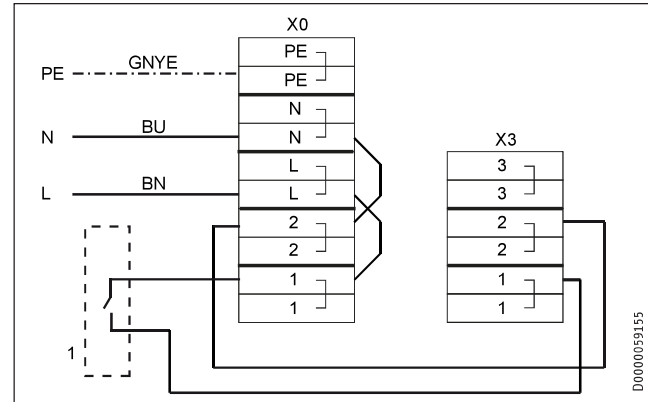 X0
PE
PE GNYE PE
N
N BU N
X3
L 3
L BN L 3
2 2
2 2
1 1
1 1
1
D0000059155